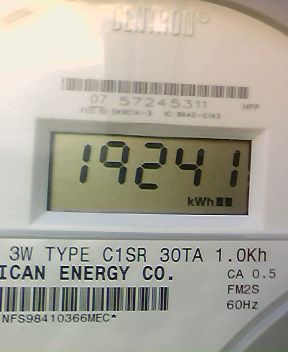 CENTRON®
07 57245311 MPP
19241
kWh
3W TYPE C1SR 30TA 1.0Kh
ICAN ENERGY CO. CA 0.5
FM2S
NFS98410366MEC* 60Hz